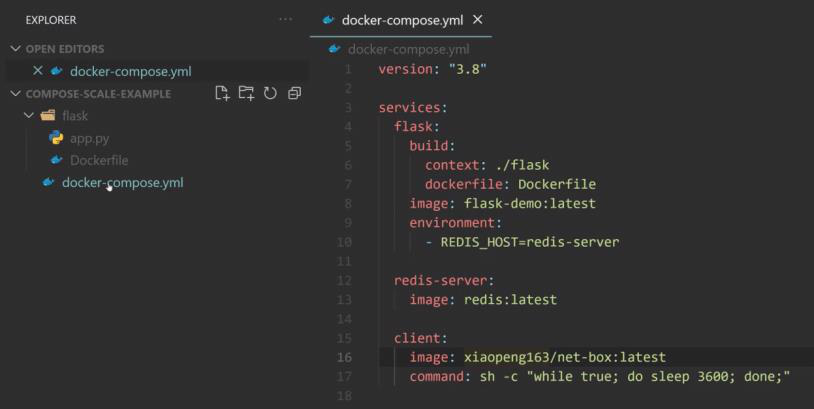 EXPLORER
...
OPEN EDITORS
docker-compose.yml
COMPOSE-SCALE-EXAMPLE
flask
app.py
Dockerfile
docker-compose.yml
docker-compose.yml
docker-compose.yml
1 version: "3.8"
2
3 services:
4   flask:
5     build:
6       context: ./flask
7       dockerfile: Dockerfile
8     image: flask-demo:latest
9     environment:
10       - REDIS_HOST=redis-server
11
12   redis-server:
13     image: redis:latest
14
15   client:
16     image: xiaopeng163/net-box:latest
17     command: sh -c "while true; do sleep 3600; done;"
18